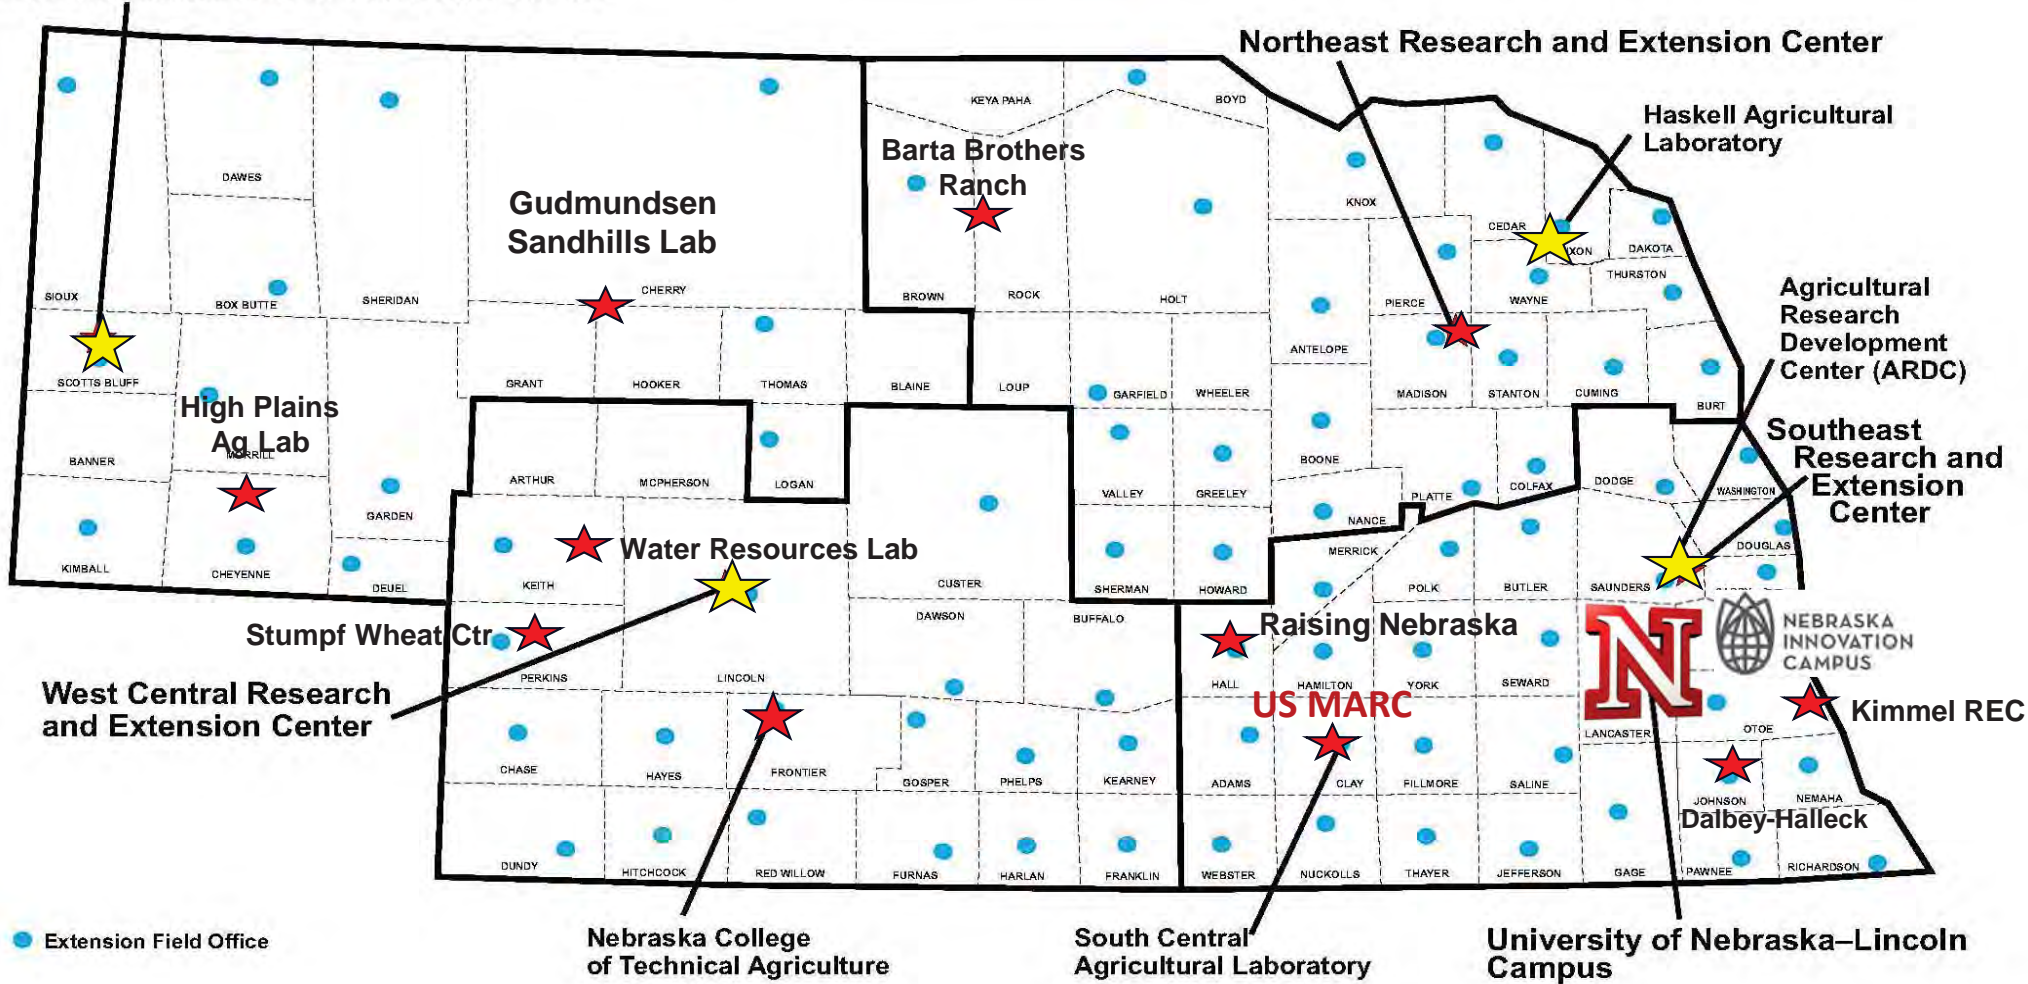 Northeast Research and Extension Center
Haskell Agricultural
Laboratory
KEYA PAHA
BOYD
Barta Brothers
Ranch
DAWES
Gudmundsen
Sandhills Lab
KNOX
CEDAR
IXON
DAKOTA
THURSTON
SIOUX
BOX BUTTE
SHERIDAN
CHERRY
BROWN
ROCK
HOLT
PIERCE
WAYNE
Agricultural
Research
Development
Center (ARDC)
ANTELOPE
SCOTTS BLUFF
GRANT
HOOKER
THOMAS
BLAINE
LOUP
GARFIELD
WHEELER
MADISON
STANTON
CUMING
BURT
High Plains
Ag Lab
MORRILL
BANNER
Southeast
Research and
Extension
Center
ARTHUR
MCPHERSON
LOGAN
VALLEY
GREELEY
BOONE
PLATTE
COLFAX
DODGE
WASHINGTON
GARDEN
NANCE
Water Resources Lab
MERRICK
DOUGLAS
KIMBALL
CHEYENNE
DEUEL
KEITH
CUSTER
SHERMAN
HOWARD
POLK
BUTLER
SAUNDERS
Stumpf Wheat Ctr
DAWSON
BUFFALO
Raising Nebraska
N
NEBRASKA
INNOVATION
CAMPUS
West Central Research
and Extension Center
PERKINS
LINCOLN
HALL
HAMILTON
YORK
SEWARD
US MARC
Kimmel REC
LANCASTER
OTOE
CHASE
HAYES
FRONTIER
GOSPER
PHELPS
KEARNEY
ADAMS
CLAY
FILLMORE
SALINE
JOHNSON
NEMAHA
Dalbey-Halleck
DUNDY
HITCHCOCK
RED WILLOW
FURNAS
HARLAN
FRANKLIN
WEBSTER
NUCKOLLS
THAYER
JEFFERSON
GAGE
PAWNEE
RICHARDSON
Extension Field Office
Nebraska College
of Technical Agriculture
South Central
Agricultural Laboratory
University of Nebraska–Lincoln
Campus